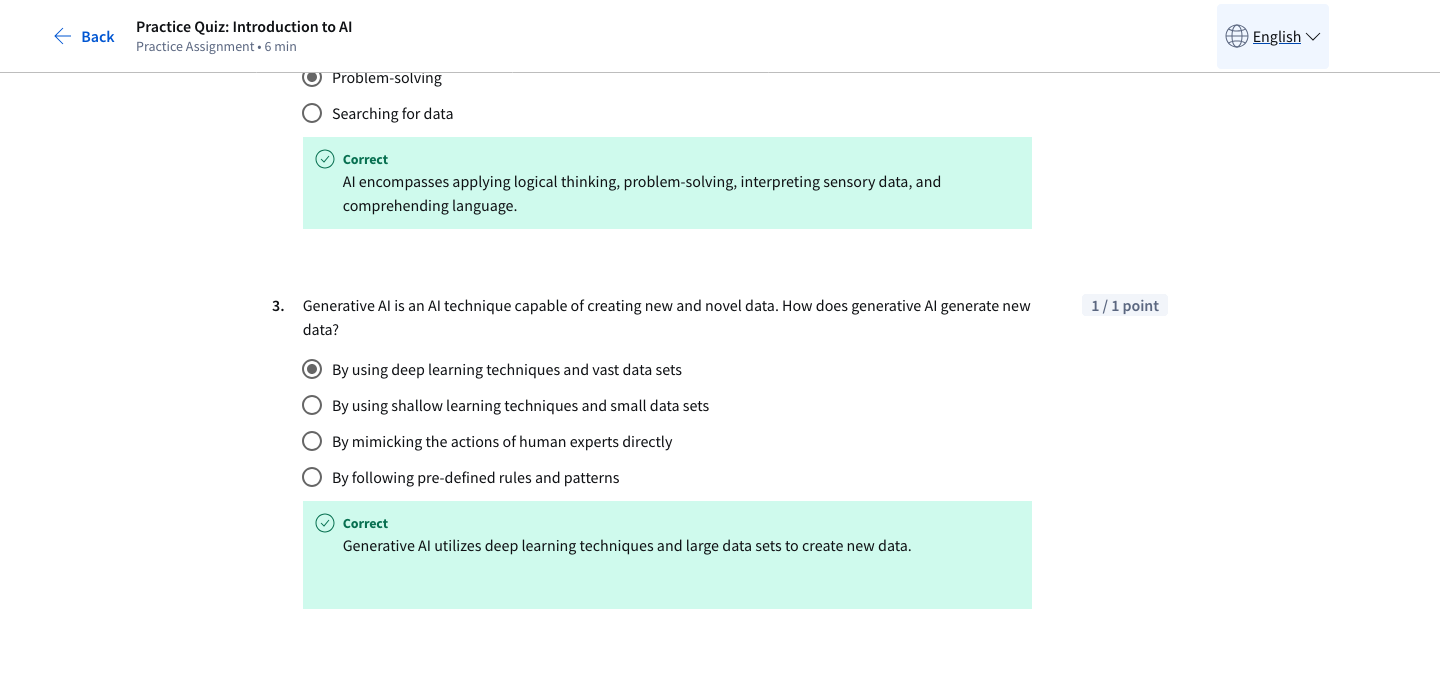 Back
Practice Quiz: Introduction to AI
Practice Assignment • 6 min
English
Problem-solving
Searching for data
Correct
AI encompasses applying logical thinking, problem-solving, interpreting sensory data, and
comprehending language.
3. Generative AI is an AI technique capable of creating new and novel data. How does generative AI generate new
data?
1 / 1 point
By using deep learning techniques and vast data sets
By using shallow learning techniques and small data sets
By mimicking the actions of human experts directly
By following pre-defined rules and patterns
Correct
Generative AI utilizes deep learning techniques and large data sets to create new data.